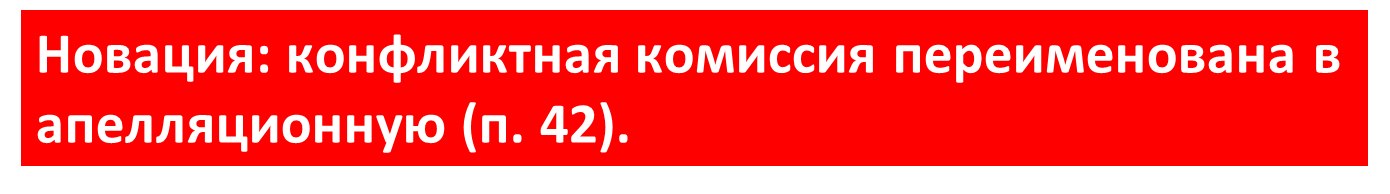 Новация: конфликтная комиссия переименована в
апелляционную (п. 42).